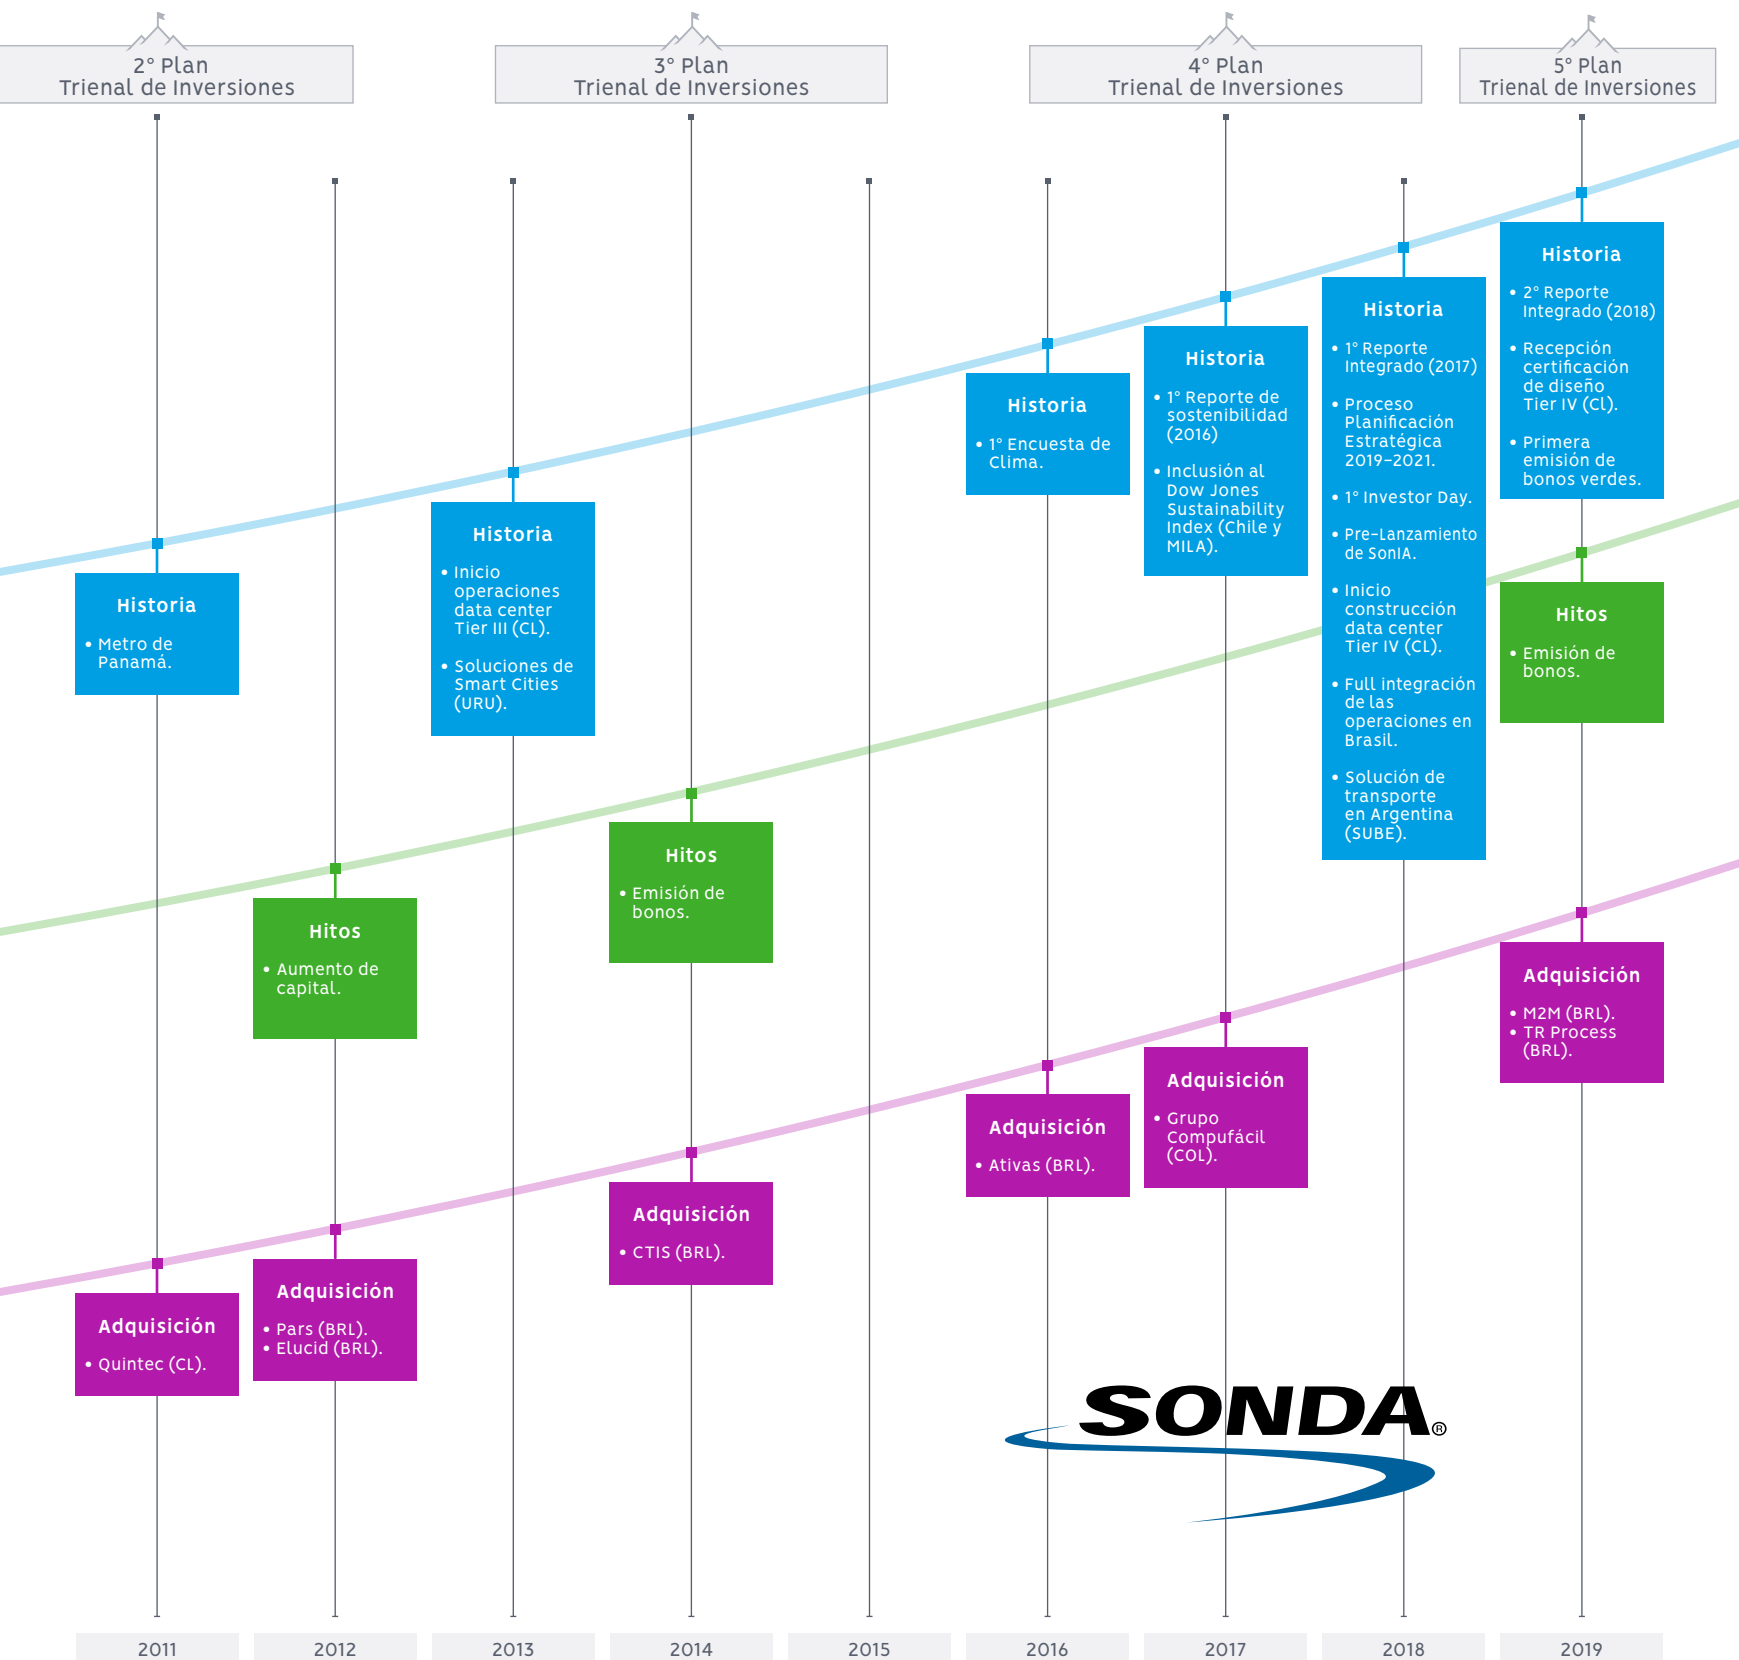 2° Plan
Trienal de Inversiones
3° Plan
Trienal de Inversiones
4° Plan
Trienal de Inversiones
5° Plan
Trienal de Inversiones
Historia
• Metro de
Panamá.
Historia
• Inicio
operaciones
data center
Tier III (CL).
• Soluciones de
Smart Cities
(URU).
Historia
• 1° Encuesta de
Clima.
Historia
• 1° Reporte de
sostenibilidad
(2016)
• Inclusión al
Dow Jones
Sustainability
Index (Chile y
MILA).
Historia
• 1° Reporte
Integrado (2017)
• Proceso
Planificación
Estratégica
2019-2021.
• 1° Investor Day.
• Pre-Lanzamiento
de SonIA.
• Inicio
construcción
data center
Tier IV (CL).
• Full integración
de las
operaciones en
Brasil.
• Solución de
transporte
en Argentina
(SUBE).
Historia
• 2° Reporte
Integrado (2018)
• Recepción
certificación
de diseño
Tier IV (Cl).
• Primera
emisión de
bonos verdes.
Hitos
• Aumento de
capital.
Hitos
• Emisión de
bonos.
Hitos
• Emisión de
bonos.
Adquisición
• Quintec (CL).
Adquisición
• Pars (BRL).
• Elucid (BRL).
Adquisición
• CTIS (BRL).
Adquisición
• Ativas (BRL).
Adquisición
• Grupo
Compufácil
(COL).
Adquisición
• M2M (BRL).
• TR Process
(BRL).
SONDA®
2011
2012
2013
2014
2015
2016
2017
2018
2019